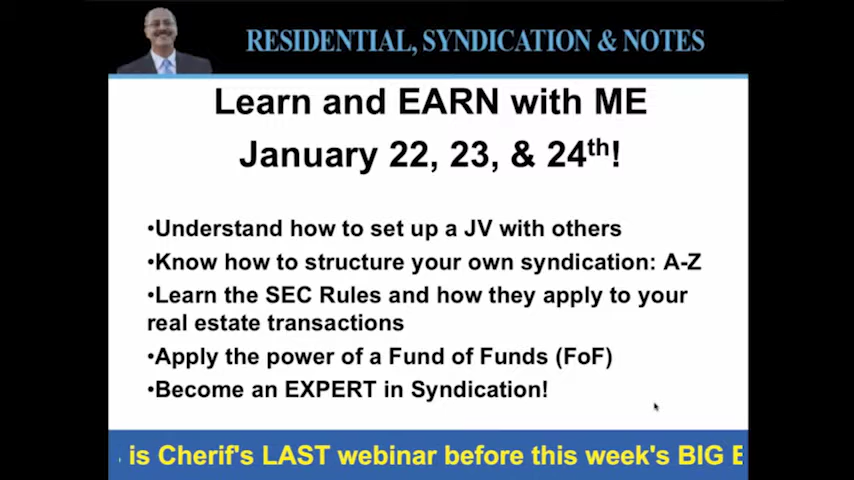 RESIDENTIAL, SYNDICATION & NOTES
Learn and EARN with ME
January 22, 23, & 24th!
•Understand how to set up a JV with others
•Know how to structure your own syndication: A-Z
•Learn the SEC Rules and how they apply to your
real estate transactions
•Apply the power of a Fund of Funds (FoF)
•Become an EXPERT in Syndication!
is Cherif's LAST webinar before this week's BIG